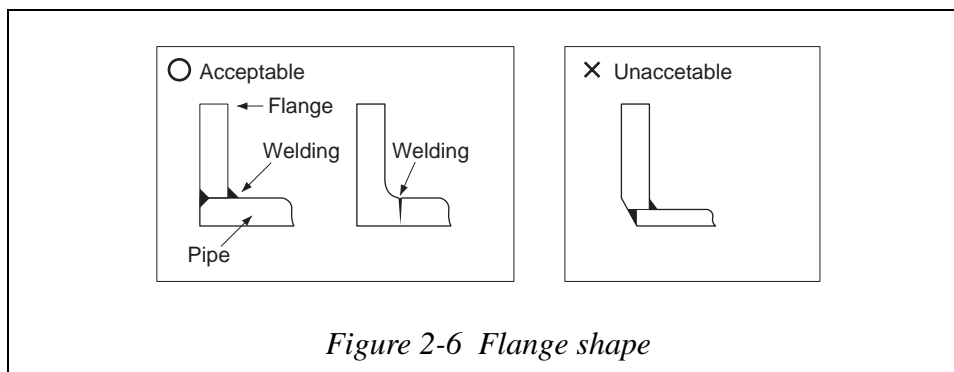 Acceptable
Flange
Welding
Welding
Pipe
Unaccetable
Figure 2-6 Flange shape